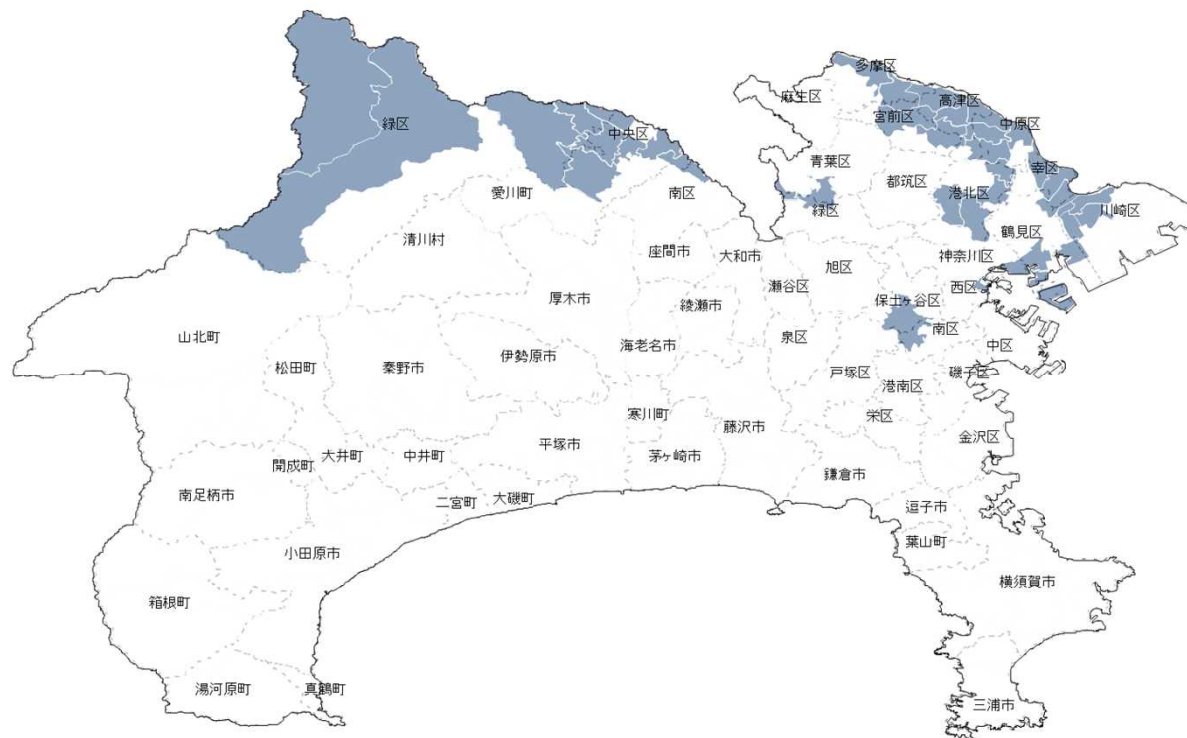 多摩区
麻生区
高津区
宮前区
中原区
緑区
中央区
青葉区
幸区
都筑区
南区
愛川町
港北区
緑区
川崎区
鶴見区
清川村
座間市
大和市
旭区
神奈川区
瀬谷区
西区
厚木市
綾瀬市
保土ヶ谷区
南区
山北町
伊勢原市
海老名市
泉区
中区
松田町
秦野市
戸塚区
磯子区
港南区
寒川町
栄区
藤沢市
金沢区
平塚市
大井町
中井町
茅ヶ崎市
開成町
鎌倉市
南足柄市
二宮町
大磯町
逗子市
葉山町
小田原市
横須賀市
箱根町
湯河原町
真鶴町
三浦市